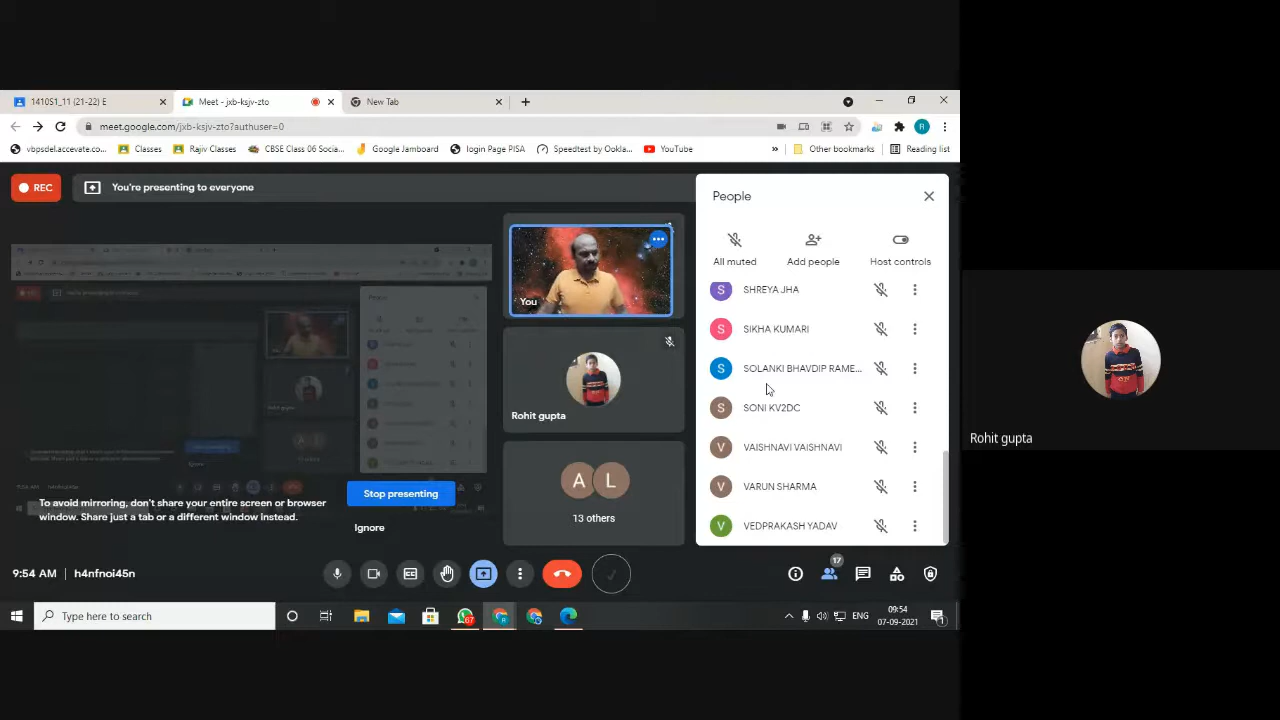 1410S1_11 (21-22) E
Meet - jxb-ksjv-zto
New Tab
meet.google.com/jxb-ksjv-zto?authuser=0
vbpsdel.accevate.co...
Classes
Rajiv Classes
CBSE Class 06 Socia...
Google Jamboard
login Page PISA
Speedtest by Ookla...
YouTube
»
Other bookmarks
Reading list
REC
You're presenting to everyone
People
All muted
Add people
Host controls
SHREYA JHA
SIKHA KUMARI
SOLANKI BHAVDIP RAME...
SONI KV2DC
VAISHNAVI VAISHNAVI
VARUN SHARMA
VEDPRAKASH YADAV
You
Rohit gupta
A L
13 others
To avoid mirroring, don't share your entire screen or browser
window. Share just a tab or a different window instead.
Stop presenting
Ignore
9:54 AM | h4nfnoi45n
17
Type here to search
67
ENG
09:54
07-09-2021
1
Rohit gupta